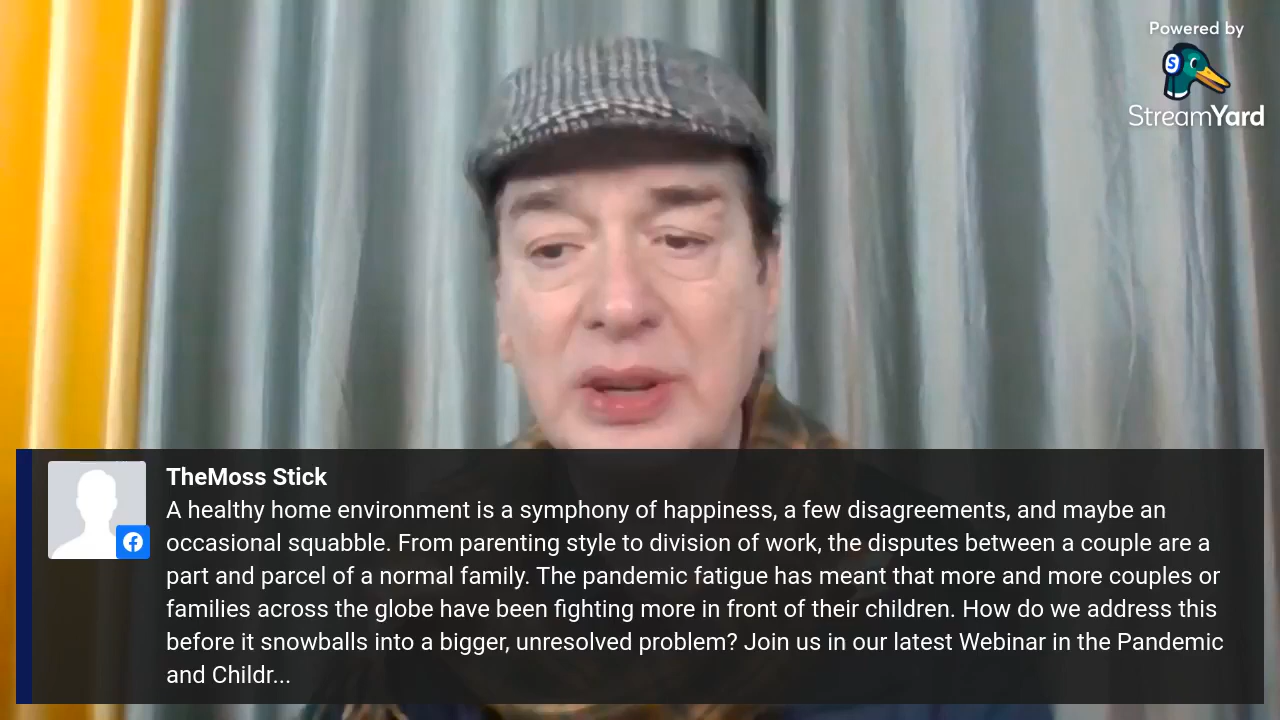 Powered by
S
StreamYard
TheMoss Stick
A healthy home environment is a symphony of happiness, a few disagreements, and maybe an
occasional squabble. From parenting style to division of work, the disputes between a couple are a
part and parcel of a normal family. The pandemic fatigue has meant that more and more couples or
families across the globe have been fighting more in front of their children. How do we address this
before it snowballs into a bigger, unresolved problem? Join us in our latest Webinar in the Pandemic
and Childr...